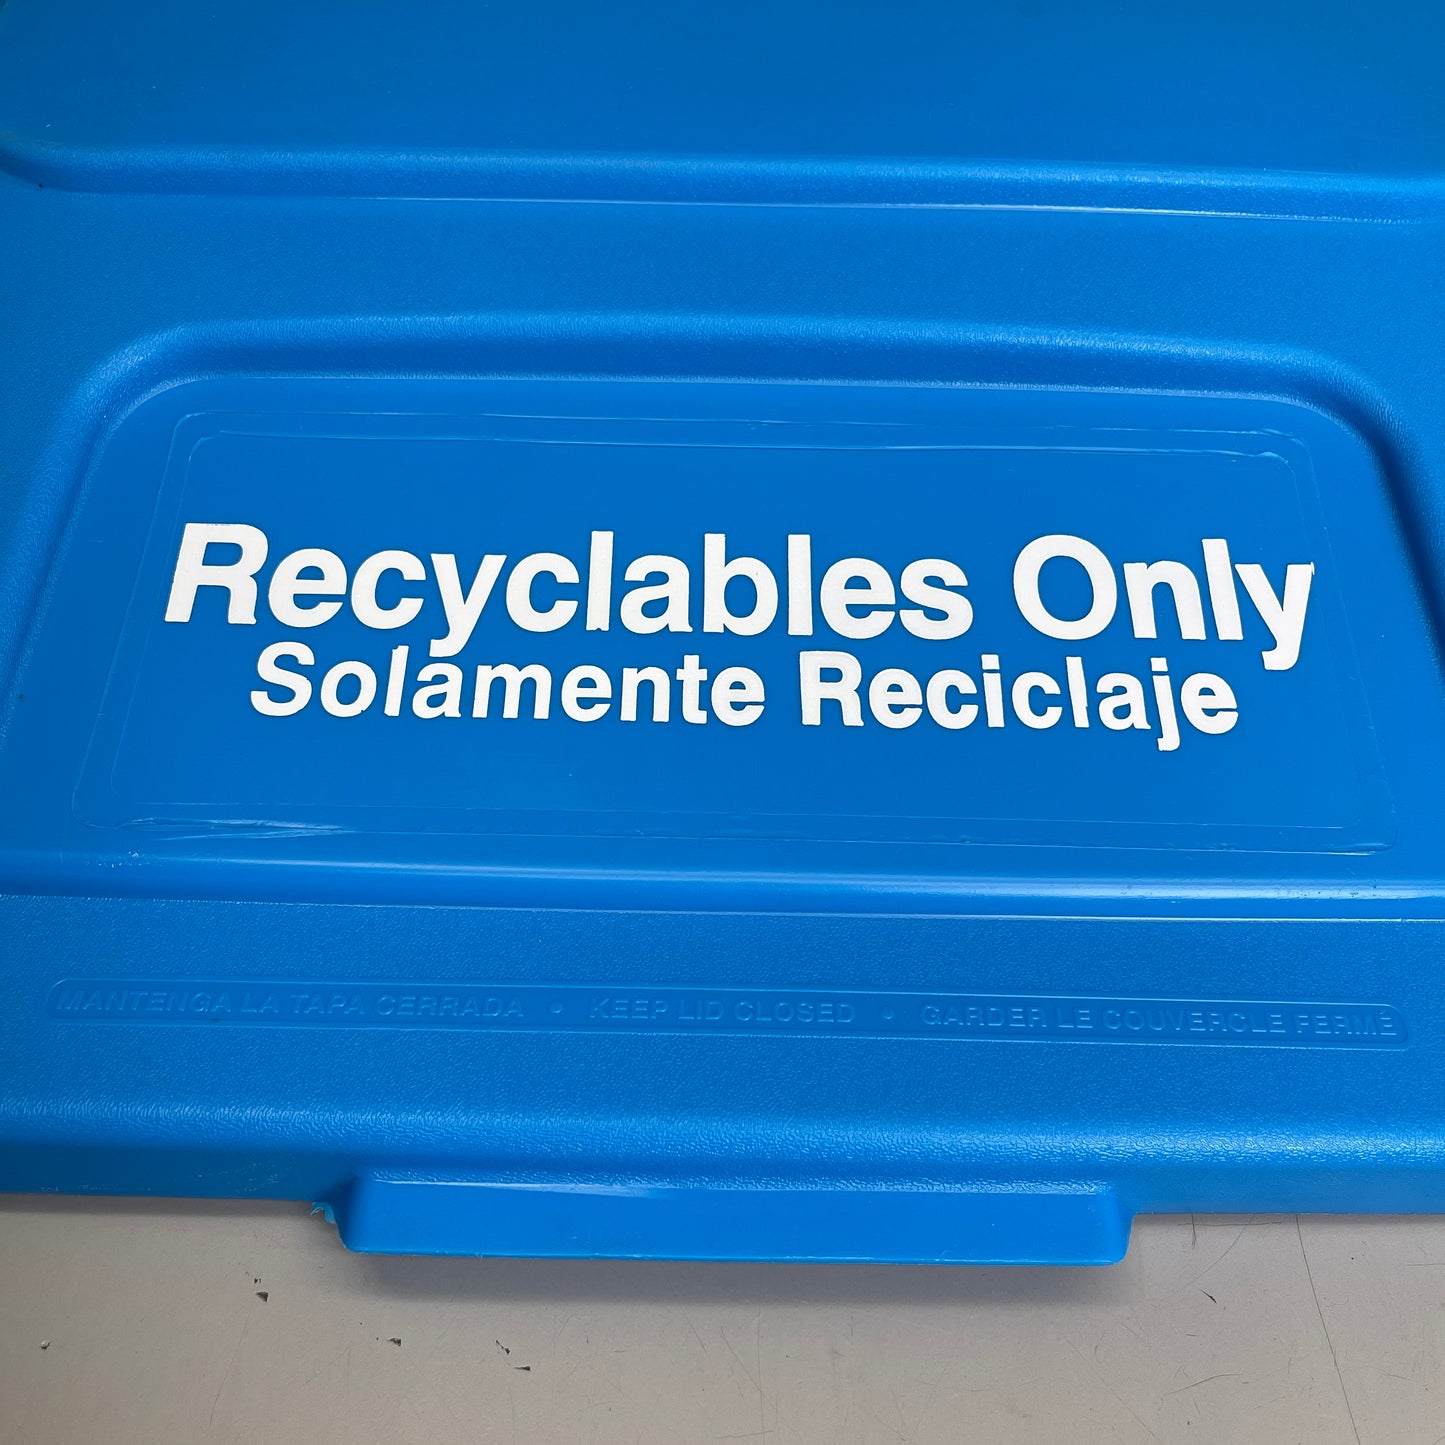 Recyclables Only
Solamente Reciclaje
MANTENGA LA TAPA CERRADA • KEEP LID CLOSED • GARDER LE COUVERCLE FERMÉ